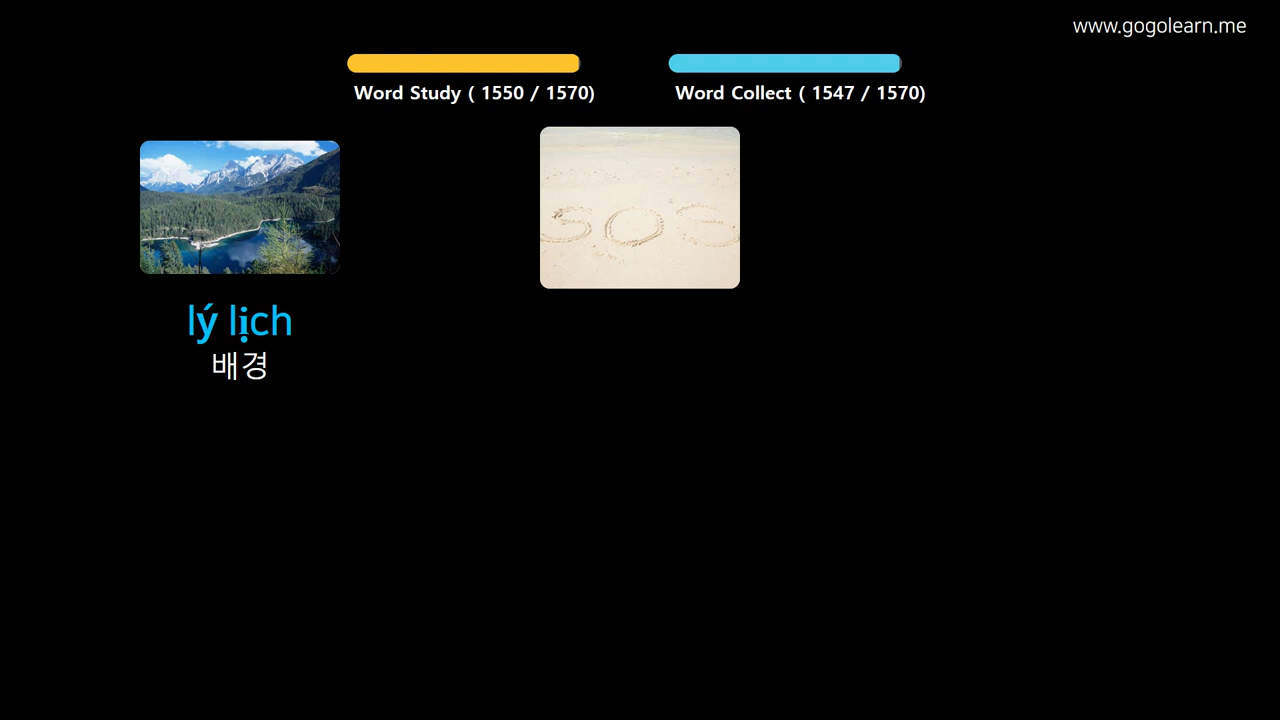 www.gogolearn.me
Word Study ( 1550 / 1570)
Word Collect ( 1547 / 1570)
SOS
lý lịch
배경